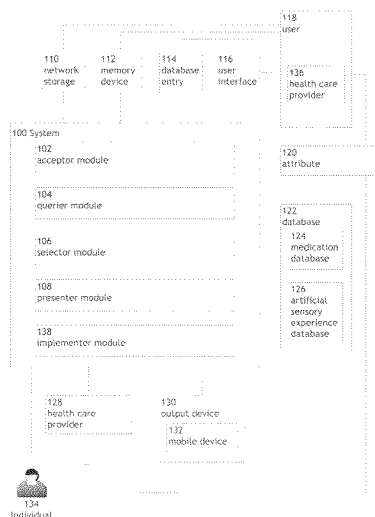 118
user
110
network
storage
112
memory
device
114
database
entry
116
user
interface
136
health care
provider
100 System
102
acceptor module
104
querier module
106
selector module
108
presenter module
138
implementer module
120
attribute
122
database
124
medication
database
126
artificial
sensory
experience
database
128
health care
provider
130
output device
132
mobile device
134
Individual